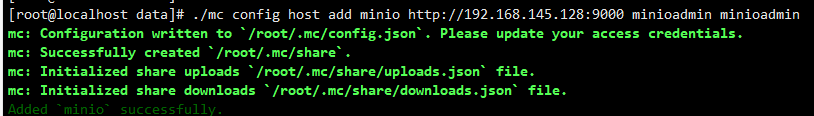 [root@localhost data]# ./mc config host add minio http://192.168.145.128:9000 minioadmin minioadmin
mc: Configuration written to `/root/.mc/config.json`. Please update your access credentials.
mc: Successfully created `/root/.mc/share`.
mc: Initialized share uploads `/root/.mc/share/uploads.json` file.
mc: Initialized share downloads `/root/.mc/share/downloads.json` file.
Added `minio` successfully.